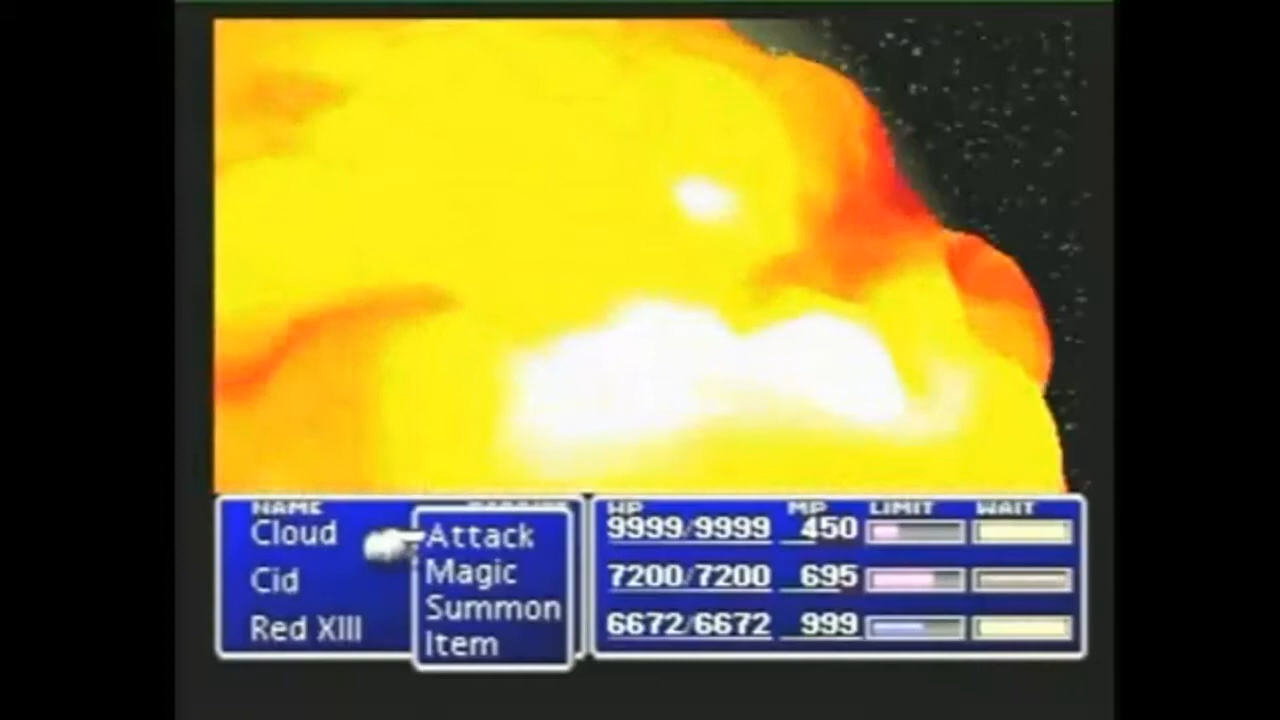 NAME BARRIER HP MP LIMIT WAIT
Cloud Attack 9999/9999 450
Magic
Cid 7200/7200 695
Summon
Red XIII 6672/6672 999
Item